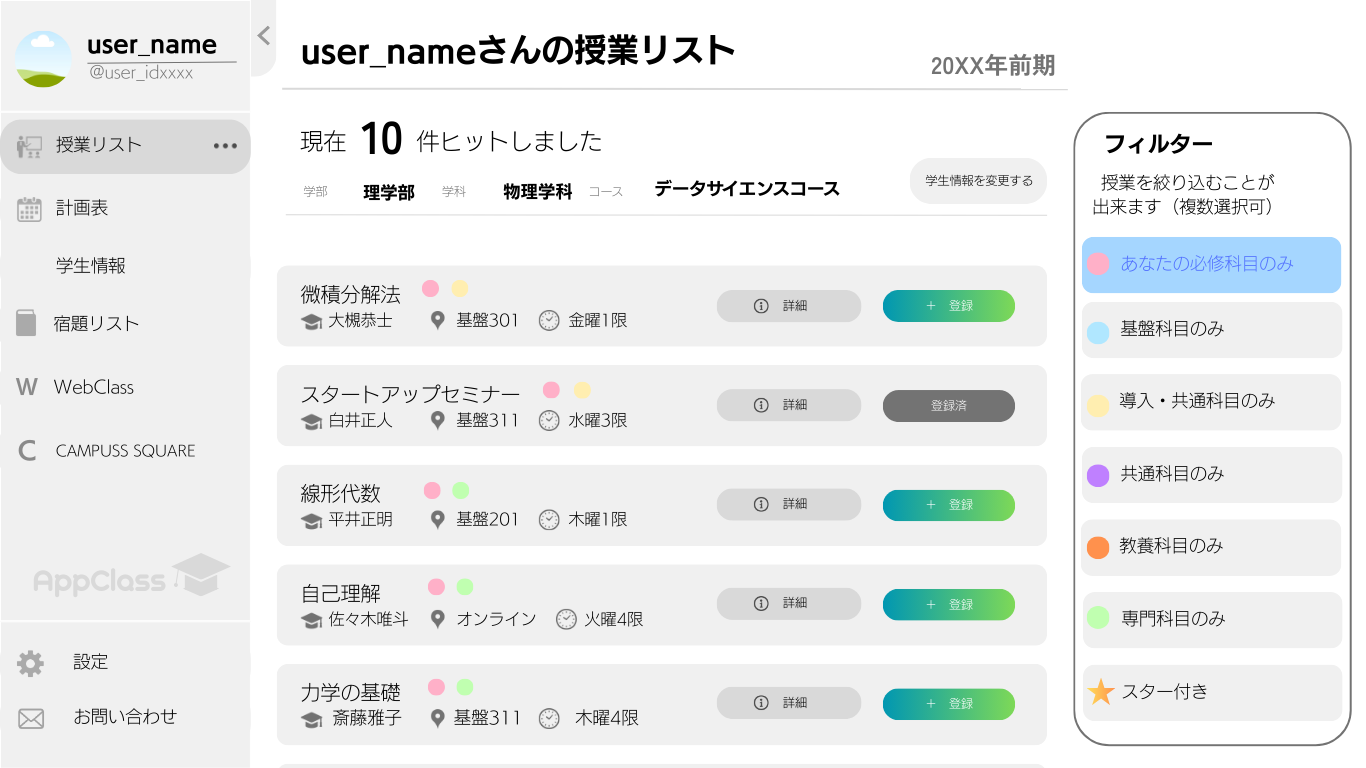 user_name
@user_idxxxx
授業リスト
計画表
学生情報
宿題リスト
W WebClass
C CAMPUSS SQUARE
AppClass
設定
お問い合わせ
user_nameさんの授業リスト
20XX年前期
現在 10 件ヒットしました
学部 理学部 学科 物理学科 コース データサイエンスコース
学生情報を変更する
微積分解法
大槻恭士 基盤301 金曜1限
詳細
+ 登録
スタートアップセミナー
白井正人 基盤311 水曜3限
詳細
登録済
線形代数
平井正明 基盤201 木曜1限
詳細
+ 登録
自己理解
佐々木唯斗 オンライン 火曜4限
詳細
+ 登録
力学の基礎
斎藤雅子 基盤311 木曜4限
詳細
+ 登録
フィルター
授業を絞り込むことが
出来ます（複数選択可）
あなたの必修科目のみ
基盤科目のみ
導入・共通科目のみ
共通科目のみ
教養科目のみ
専門科目のみ
スター付き